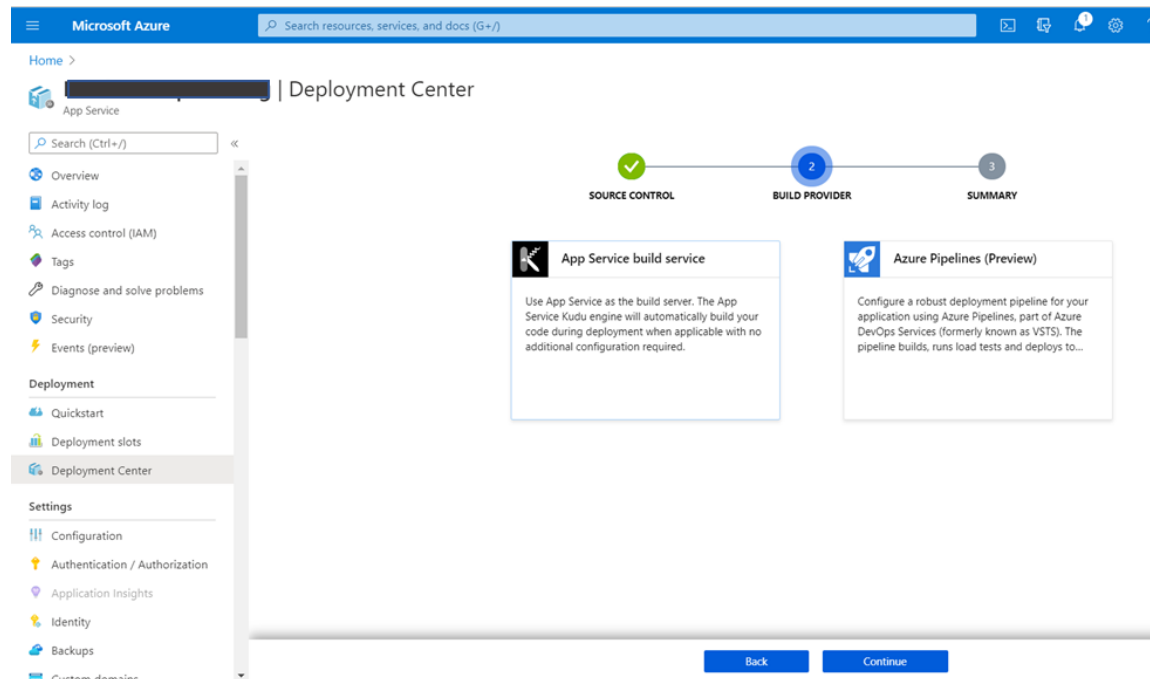 Microsoft Azure
Search resources, services, and docs (G+/)
1
Home >
| Deployment Center
App Service
Search (Ctrl+/)
«
Overview
Activity log
Access control (IAM)
Tags
Diagnose and solve problems
Security
Events (preview)
Deployment
Quickstart
Deployment slots
Deployment Center
Settings
Configuration
Authentication / Authorization
Application Insights
Identity
Backups
Custom domains
2
3
SOURCE CONTROL
BUILD PROVIDER
SUMMARY
App Service build service
Use App Service as the build server. The App
Service Kudu engine will automatically build your
code during deployment when applicable with no
additional configuration required.
Azure Pipelines (Preview)
Configure a robust deployment pipeline for your
application using Azure Pipelines, part of Azure
DevOps Services (formerly known as VSTS). The
pipeline builds, runs load tests and deploys to...
Back
Continue